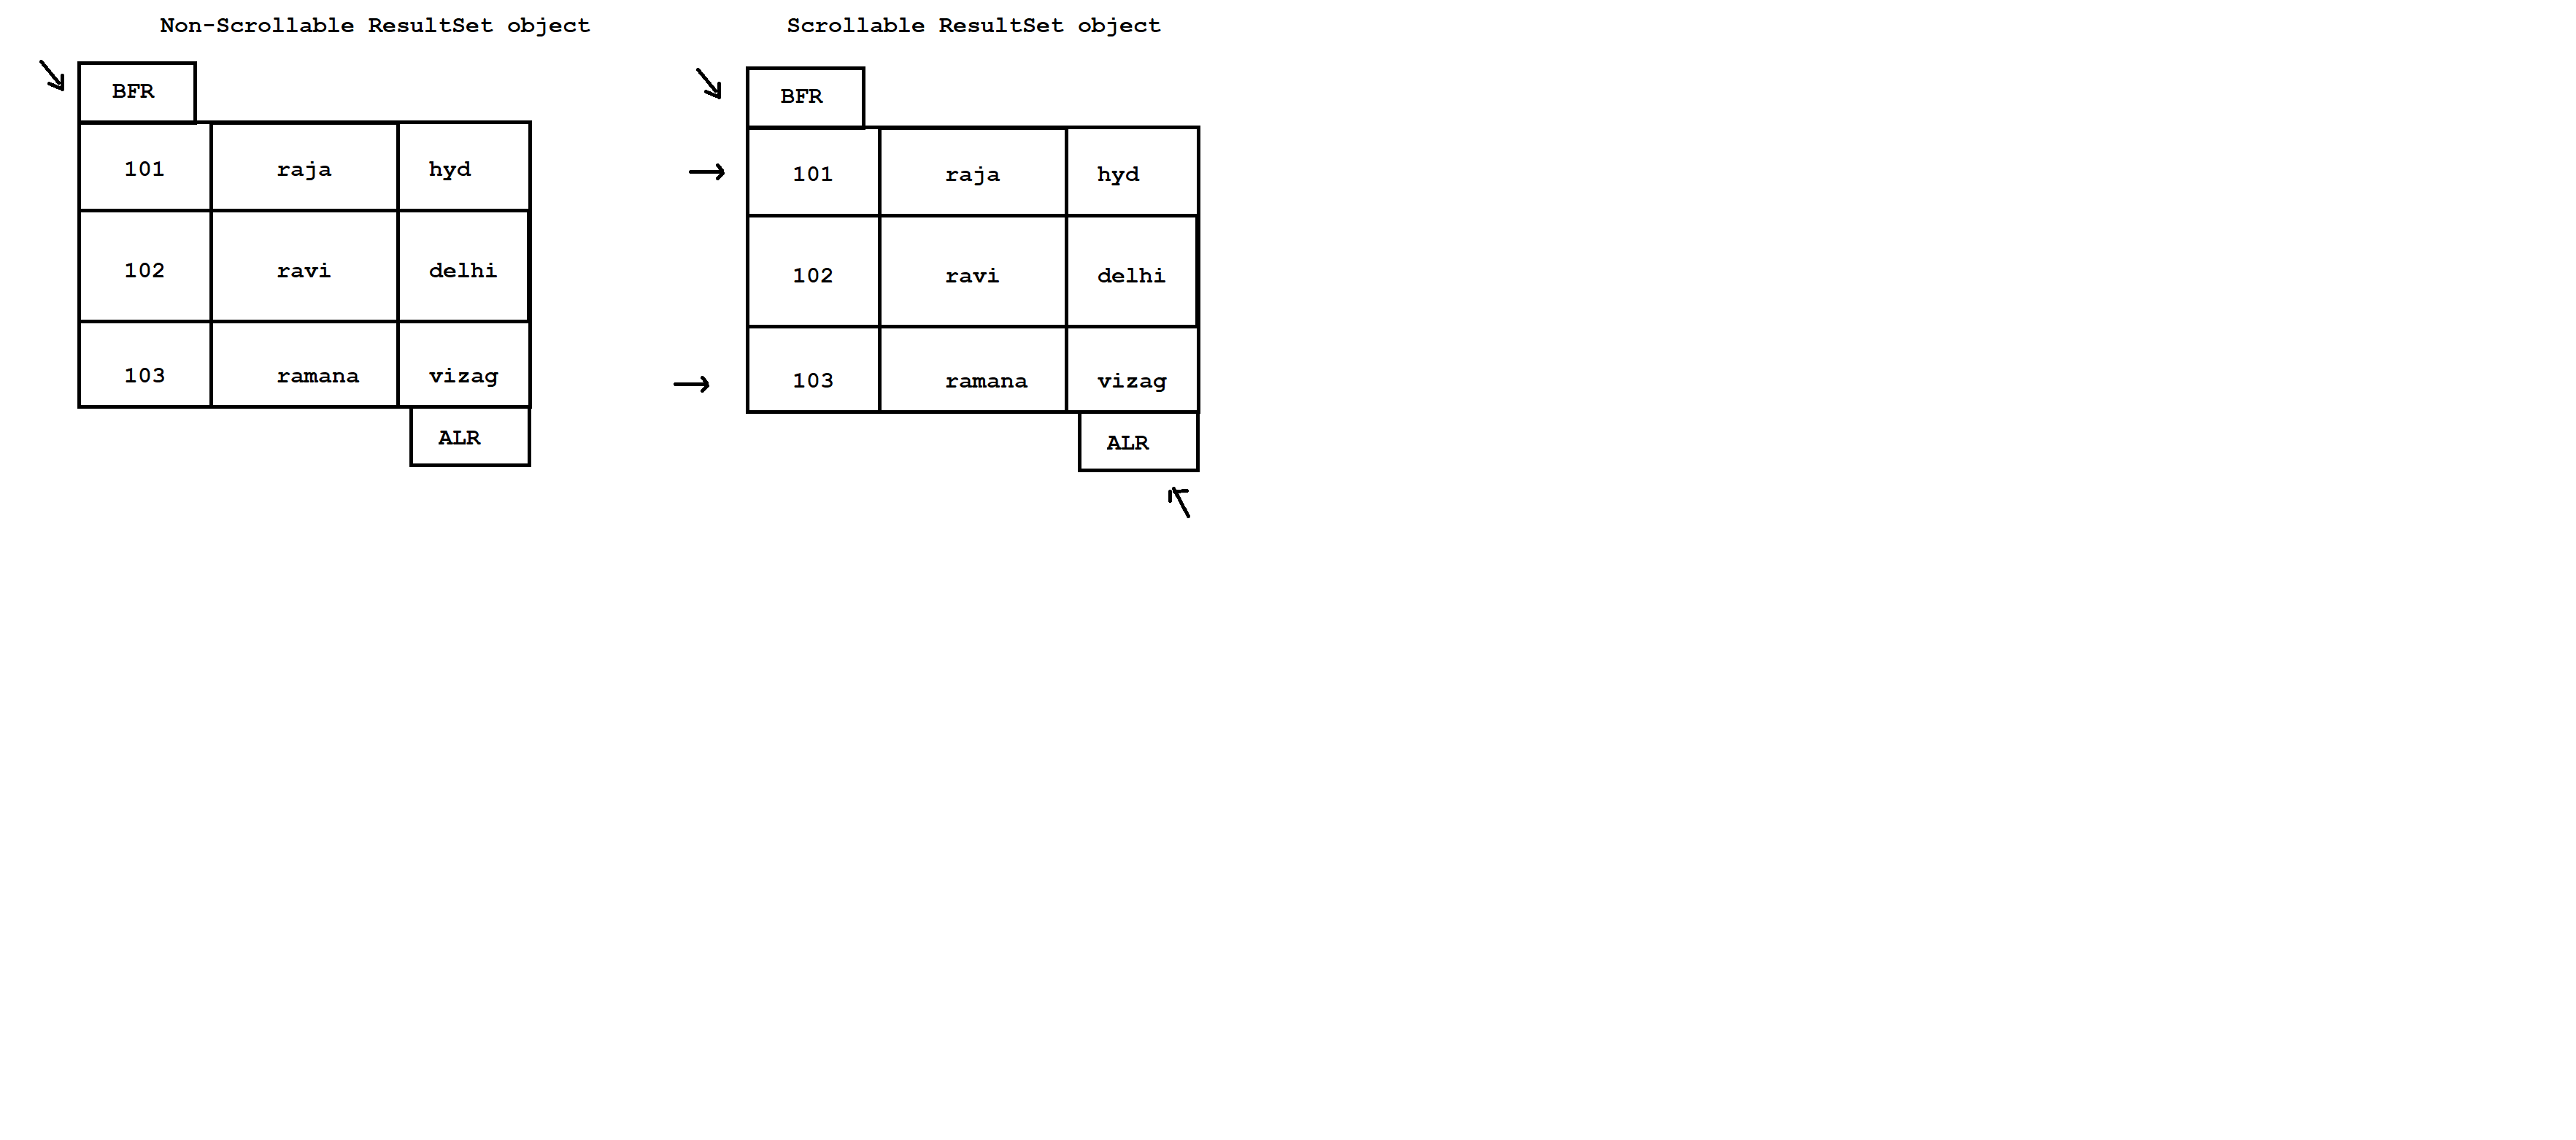 Non-Scrollable ResultSet object
BFR
101 raja hyd
102 ravi delhi
103 ramana vizag
ALR
Scrollable ResultSet object
BFR
101 raja hyd
102 ravi delhi
103 ramana vizag
ALR